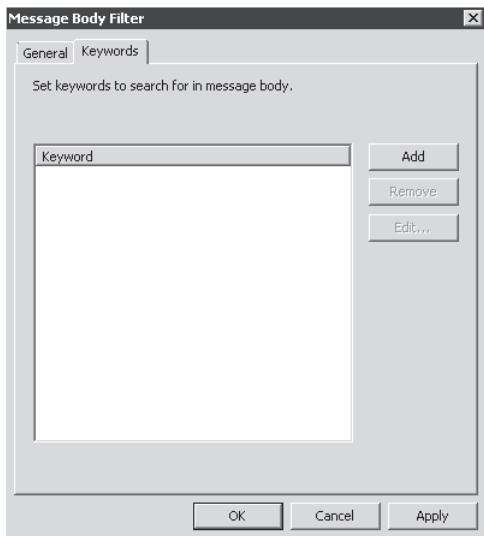 Message Body Filter
General Keywords
Set keywords to search for in message body.
Keyword
Add
Remove
Edit...
OK Cancel Apply